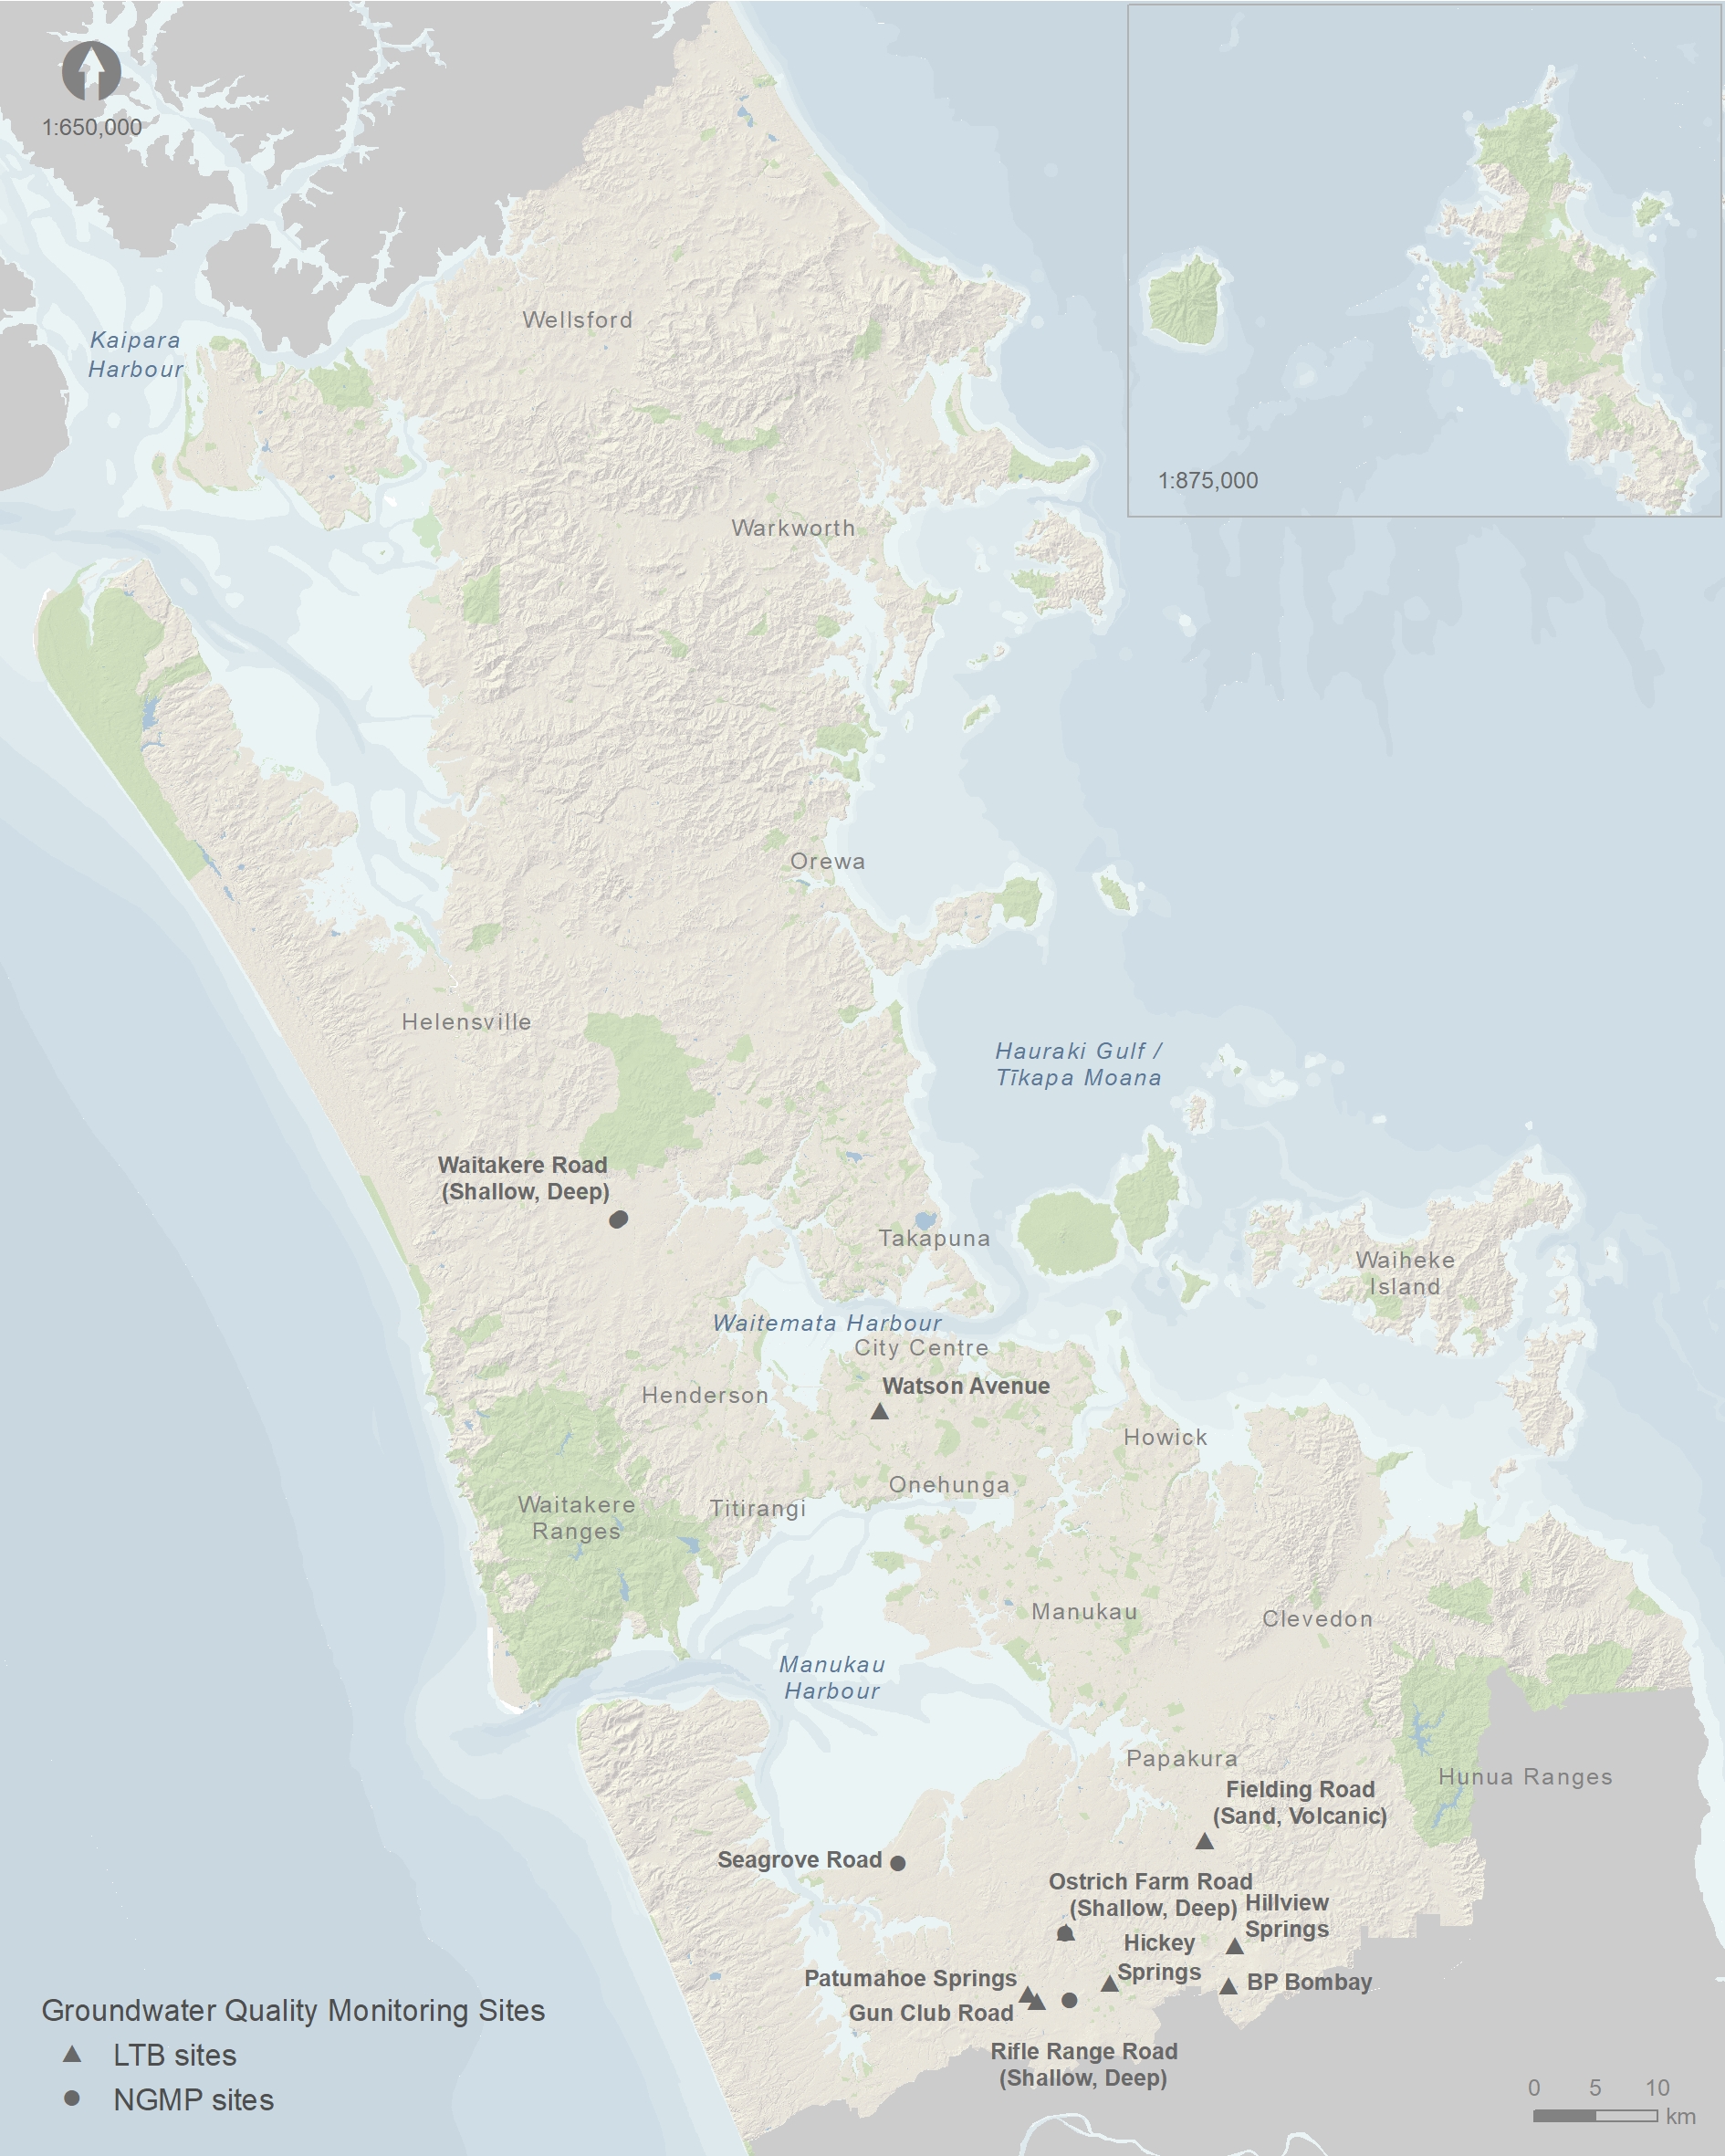 1:650,000
1:875,000
Wellsford
Kaipara
Harbour
Warkworth
Orewa
Helensville
Hauraki Gulf /
Tīkapa Moana
Waitakere Road
(Shallow, Deep)
Takapuna
Waiheke
Island
Waitemata Harbour
City Centre
Watson Avenue
Henderson
Howick
Onehunga
Titirangi
Waitakere
Ranges
Manukau
Clevedon
Manukau
Harbour
Papakura
Hunua Ranges
Fielding Road
(Sand, Volcanic)
Seagrove Road
Ostrich Farm Road
(Shallow, Deep)
Hillview
Springs
Hickey
Springs
Patumahoe Springs
BP Bombay
Gun Club Road
Rifle Range Road
(Shallow, Deep)
Groundwater Quality Monitoring Sites
LTB sites
NGMP sites
0 5 10
km